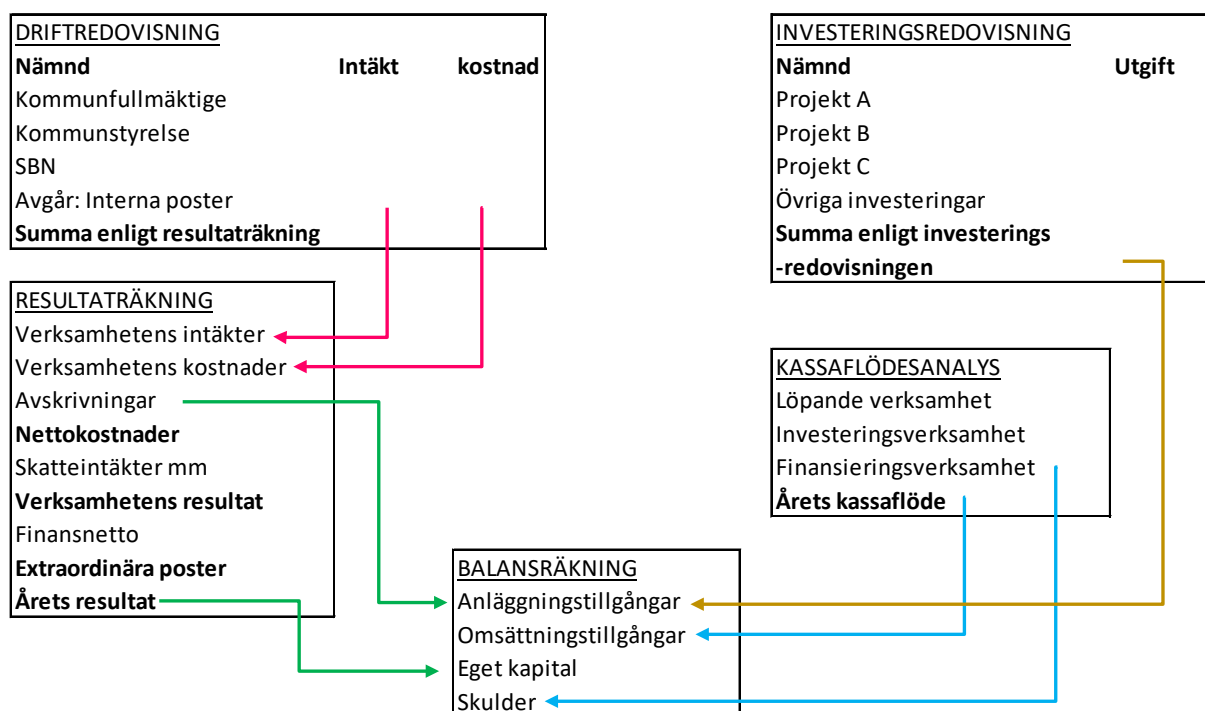 DRIFTREDOVISNING
Nämnd Intäkt kostnad
Kommunfullmäktige
Kommunstyrelse
SBN
Avgår: Interna poster
Summa enligt resultaträkning
INVESTERINGSREDOVISNING
Nämnd Utgift
Projekt A
Projekt B
Projekt C
Övriga investeringar
Summa enligt investerings
-redovisningen
RESULTATRÄKNING
Verksamhetens intäkter
Verksamhetens kostnader
Avskrivningar
Nettokostnader
Skatteintäkter mm
Verksamhetens resultat
Finansnetto
Extraordinära poster
Årets resultat
KASSAFLÖDESANALYS
Löpande verksamhet
Investeringsverksamhet
Finansieringsverksamhet
Årets kassaflöde
BALANSRÄKNING
Anläggningstillgångar
Omsättningstillgångar
Eget kapital
Skulder